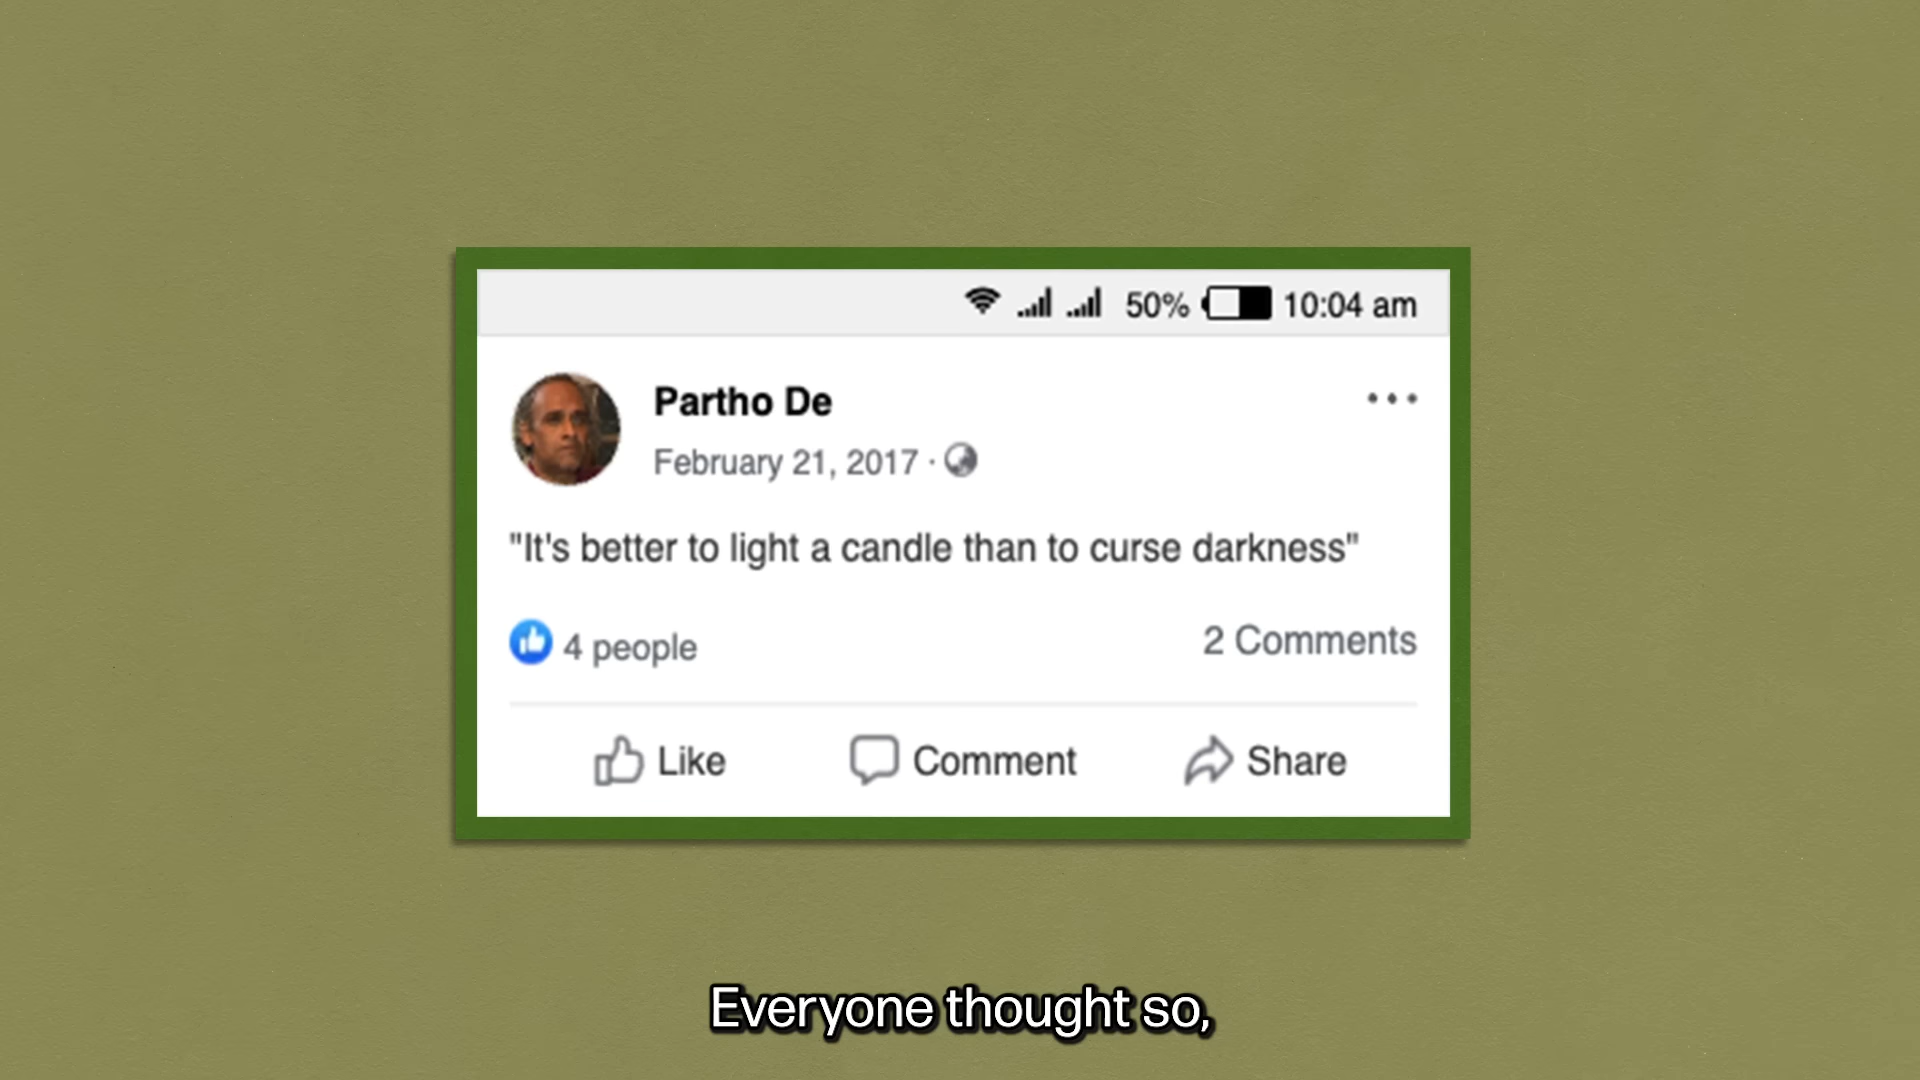 50% 10:04 am
Partho De
February 21, 2017 ·
"It's better to light a candle than to curse darkness"
4 people 2 Comments
Like Comment Share
Everyone thought so,